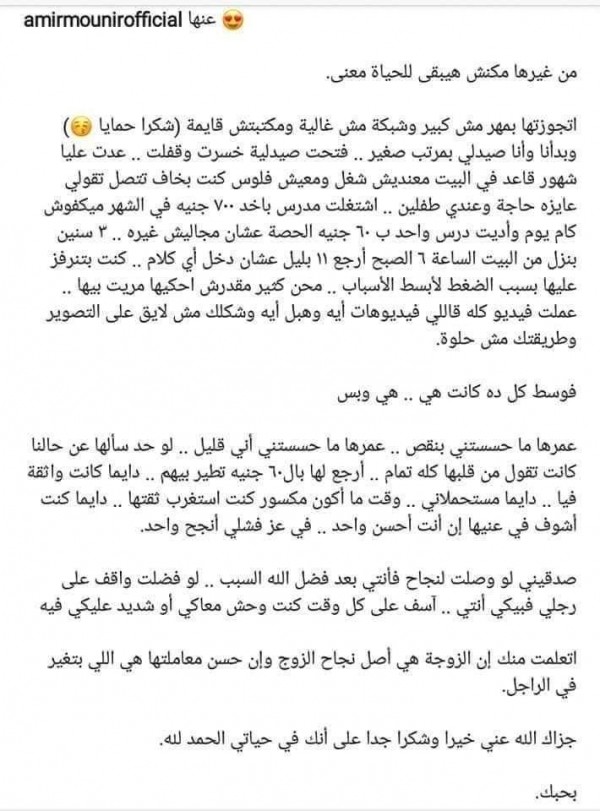 amirmounirofficial عنها 😍
من غيرها مكنش هيبقى للحياة معنى.
اتجوزتها بمهر مش كبير وشبكة مش غالية ومكتبتش قايمة (شكرا حمايا 😚)
وبدأنا وأنا صيدلي بمرتب صغير .. فتحت صيدلية خسرت وقفلت .. عدت عليا
شهور قاعد في البيت معنديش شغل ومعيش فلوس كنت بخاف تتصل تقولي
عايزه حاجة وعندي طفلين .. اشتغلت مدرس باخد ٧٠٠ جنيه في الشهر ميكفوش
كام يوم وأديت درس واحد ب ٦٠ جنيه الحصة عشان مجاليش غيره .. ٣ سنين
بنزل من البيت الساعة ٦ الصبح أرجع ١١ بليل عشان دخل أي كلام .. كنت بتنرفز
عليها بسبب الضغط لأبسط الأسباب .. محن كثير مقدرش احكيها مريت بيها ..
عملت فيديو كله قاللي فيديوهات أيه وهبل أيه وشكلك مش لايق على التصوير
وطريقتك مش حلوة.
فوسط كل ده كانت هي .. هي وبس
عمرها ما حسستني بنقص .. عمرها ما حسستني أني قليل .. لو حد سألها عن حالنا
كانت تقول من قلبها كله تمام .. أرجع لها بال٦٠ جنيه تطير بيهم .. دايما كانت واثقة
فيا .. دايما مستحملاني .. وقت ما أكون مكسور كنت استغرب ثقتها .. دايما كنت
أشوف في عنيها إن أنت أحسن واحد .. في عز فشلي أنجح واحد.
صدقيني لو وصلت لنجاح فأنتي بعد فضل الله السبب .. لو فضلت واقف على
رجلي فبيكي أنتي .. آسف على كل وقت كنت وحش معاكي أو شديد عليكي فيه
اتعلمت منك إن الزوجة هي أصل نجاح الزوج وإن حسن معاملتها هي اللي بتغير
في الراجل.
جزاك الله عني خيرا وشكرا جدا على أنك في حياتي الحمد لله.
بحبك.